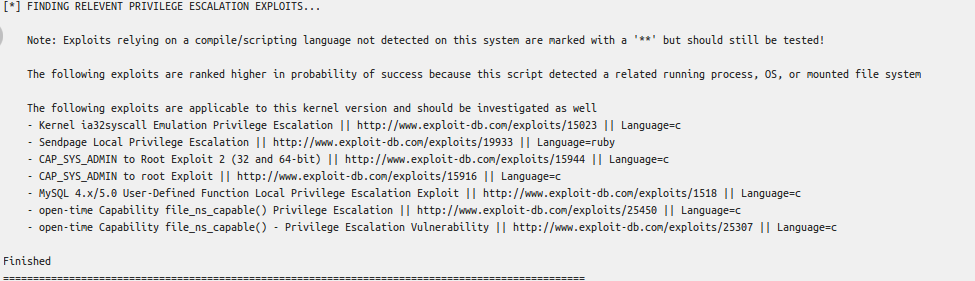 [*] FINDING RELEVENT PRIVILEGE ESCALATION EXPLOITS...
Note: Exploits relying on a compile/scripting language not detected on this system are marked with a '**' but should still be tested!
The following exploits are ranked higher in probability of success because this script detected a related running process, OS, or mounted file system
The following exploits are applicable to this kernel version and should be investigated as well
- Kernel ia32syscall Emulation Privilege Escalation || http://www.exploit-db.com/exploits/15023 || Language=c
- Sendpage Local Privilege Escalation || http://www.exploit-db.com/exploits/19933 || Language=ruby
- CAP_SYS_ADMIN to Root Exploit 2 (32 and 64-bit) || http://www.exploit-db.com/exploits/15944 || Language=c
- CAP_SYS_ADMIN to root Exploit || http://www.exploit-db.com/exploits/15916 || Language=c
- MySQL 4.x/5.0 User-Defined Function Local Privilege Escalation Exploit || http://www.exploit-db.com/exploits/1518 || Language=c
- open-time Capability file_ns_capable() Privilege Escalation || http://www.exploit-db.com/exploits/25450 || Language=c
- open-time Capability file_ns_capable() - Privilege Escalation Vulnerability || http://www.exploit-db.com/exploits/25307 || Language=c
Finished
=================================================================================================